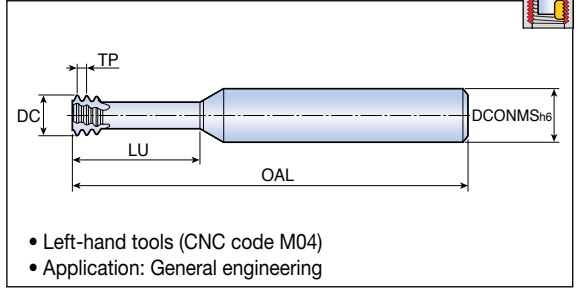 TP
DC
DCONMSh6
LU
OAL
• Left-hand tools (CNC code M04)
• Application: General engineering